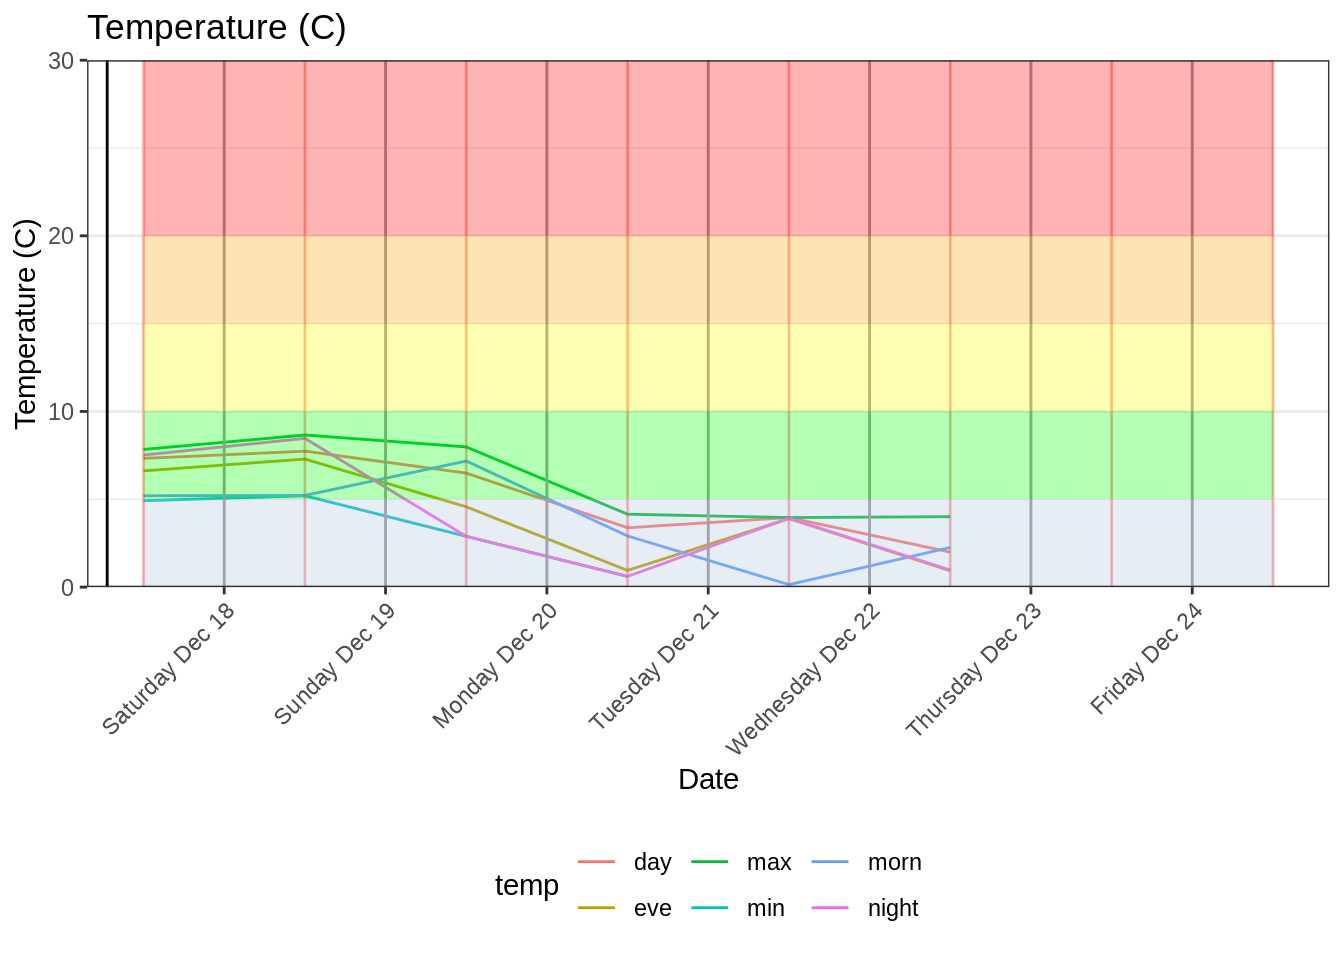 Temperature (C)
Temperature (C)
30
20
10
0
Saturday Dec 18
Sunday Dec 19
Monday Dec 20
Tuesday Dec 21
Wednesday Dec 22
Thursday Dec 23
Friday Dec 24
Date
temp
day max morn
eve min night